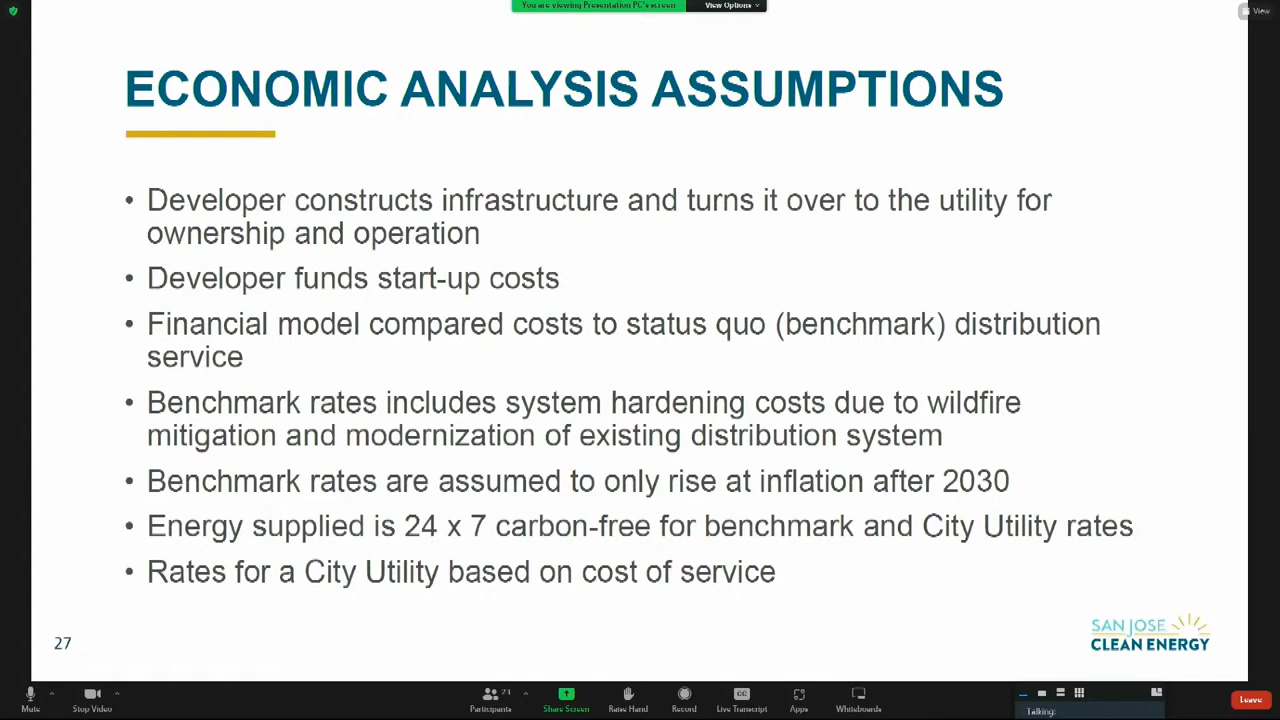 You are viewing Presentation PC's screen View Options
View
ECONOMIC ANALYSIS ASSUMPTIONS
• Developer constructs infrastructure and turns it over to the utility for
ownership and operation
• Developer funds start-up costs
• Financial model compared costs to status quo (benchmark) distribution
service
• Benchmark rates includes system hardening costs due to wildfire
mitigation and modernization of existing distribution system
• Benchmark rates are assumed to only rise at inflation after 2030
• Energy supplied is 24 x 7 carbon-free for benchmark and City Utility rates
• Rates for a City Utility based on cost of service
27
SAN JOSE
CLEAN ENERGY
23
CC
Mute Stop Video Participants Share Screen Raise Hand Record Live Transcript Apps Whiteboards Leave
Talking: